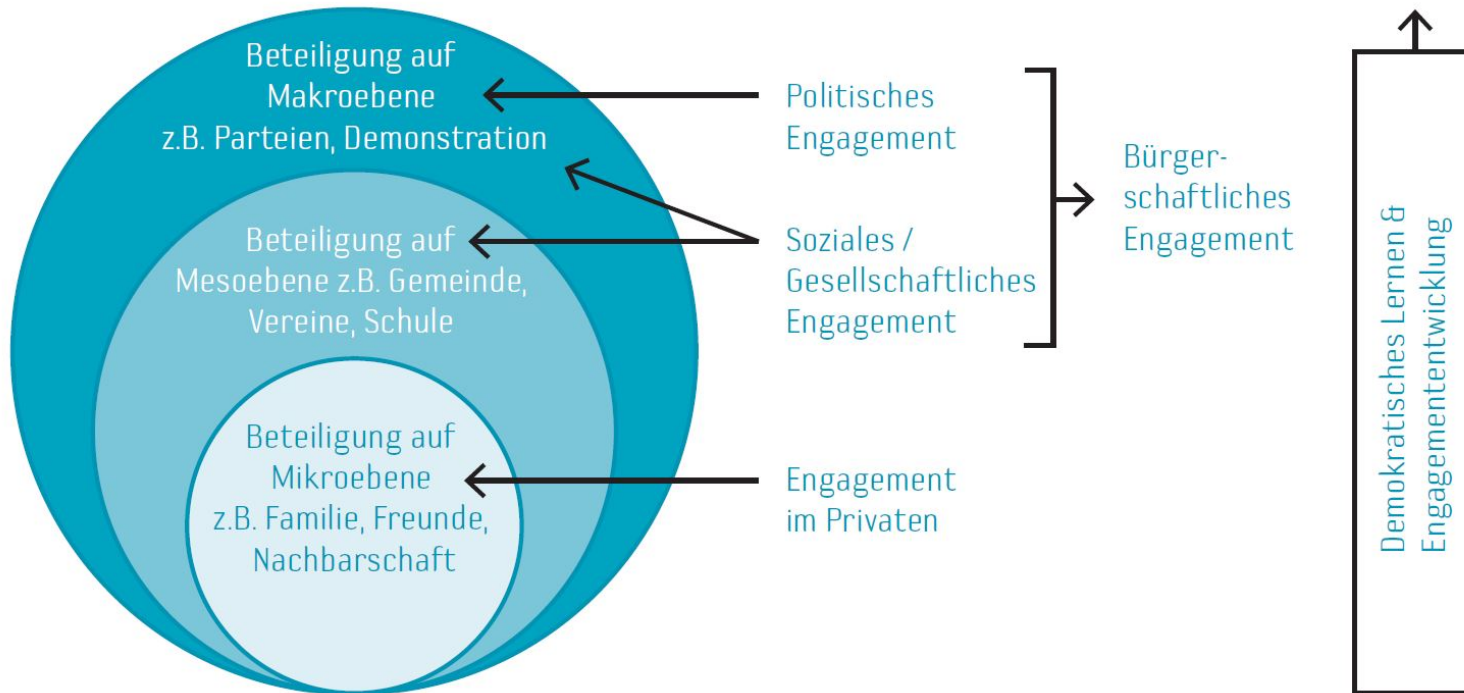 Beteiligung auf
Makroebene
z.B. Parteien, Demonstration
Beteiligung auf
Mesoebene z.B. Gemeinde,
Vereine, Schule
Beteiligung auf
Mikroebene
z.B. Familie, Freunde,
Nachbarschaft
Politisches
Engagement
Soziales /
Gesellschaftliches
Engagement
Engagement
im Privaten
Bürger-
schaftliches
Engagement
Demokratisches Lernen &
Engagemententwicklung